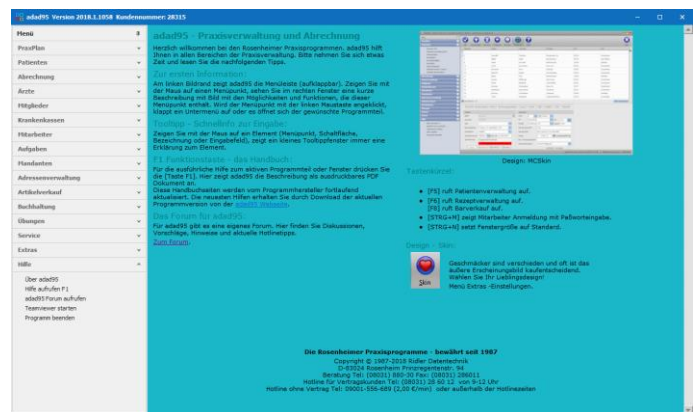 adad95 Version 2018.1.1058 Kundennummer: 28315
Menü
PraxPlan
Patienten
Abrechnung
Ärzte
Mitglieder
Krankenkassen
Mitarbeiter
Aufgaben
Mandanten
Adressenverwaltung
Artikelverkauf
Buchhaltung
Übungen
Service
Extras
Hilfe
Über adad95
Hilfe aufrufen F1
adad95 Forum aufrufen
Teamviewer starten
Programm beenden
adad95 - Praxisverwaltung und Abrechnung
Herzlich willkommen bei den Rosenheimer Praxisprogrammen. adad95 hilft
Ihnen in allen Bereichen der Praxisverwaltung. Bitte nehmen Sie sich etwas
Zeit und lesen Sie die nachfolgenden Tipps.
Zur ersten Information:
Am linken Bildrand zeigt adad95 die Menüleiste (aufklappbar). Zeigen Sie mit
der Maus auf einen Menüpunkt, sehen Sie im rechten Fenster eine kurze
Beschreibung mit Bild mit den Möglichkeiten und Funktionen, die dieser
Menüpunkt enthält. Wird der Menüpunkt mit der linken Maustaste angeklickt,
klappt ein Untermenü auf oder es öffnet sich der gewünschte Programmteil.
Tooltipp - Schnellinfo zur Eingabe:
Zeigen Sie mit der Maus auf ein Element (Menüpunkt, Schaltfläche,
Bezeichnung oder Eingabefeld), zeigt ein kleines Tooltippfenster immer eine
Erklärung zum Element.
F1 Funktionstaste - das Handbuch:
Für die ausführliche Hilfe zum aktiven Programmteil oder Fenster drücken Sie
die [Taste F1]. Hier zeigt adad95 die Beschreibung als ausdruckbares PDF
Dokument an.
Diese Handbuchseiten werden vom Programmhersteller fortlaufend
aktualisiert. Die neuesten Hilfen erhalten Sie durch Download der aktuellen
Programmversion von der adad95 Webseite.
Das Forum für adad95:
Für adad95 gibt es eine eigenes Forum. Hier finden Sie Diskussionen,
Vorschläge, Hinweise und aktuelle Hotlinetipps.
Zum Forum.
Design: MCSkin
Tastenkürzel:
[F5] ruft Patientenverwaltung auf.
[F6] ruft Rezeptverwaltung auf.
[F8] ruft Barverkauf auf.
[STRG+M] zeigt Mitarbeiter Anmeldung mit Paßworteingabe.
[STRG+N] setzt Fenstergröße auf Standard.
Design - Skin:
Skin
Geschmäcker sind verschieden und oft ist das
äußere Erscheinungsbild kaufentscheidend.
Wählen Sie Ihr Lieblingsdesign!
Menü Extras -Einstellungen.
Die Rosenheimer Praxisprogramme - bewährt seit 1987
Copyright © 1987-2018 Ridler Datentechnik
D-83024 Rosenheim Prinzregentenstr. 94
Beratung Tel: (08031) 880-30 Fax: (08031) 286011
Hotline für Vertragskunden Tel: (08031) 28 60 12 von 9-12 Uhr
Hotline ohne Vertrag Tel: 09001-556-669 (2,00 €/min) oder außerhalb der Hotlinezeiten